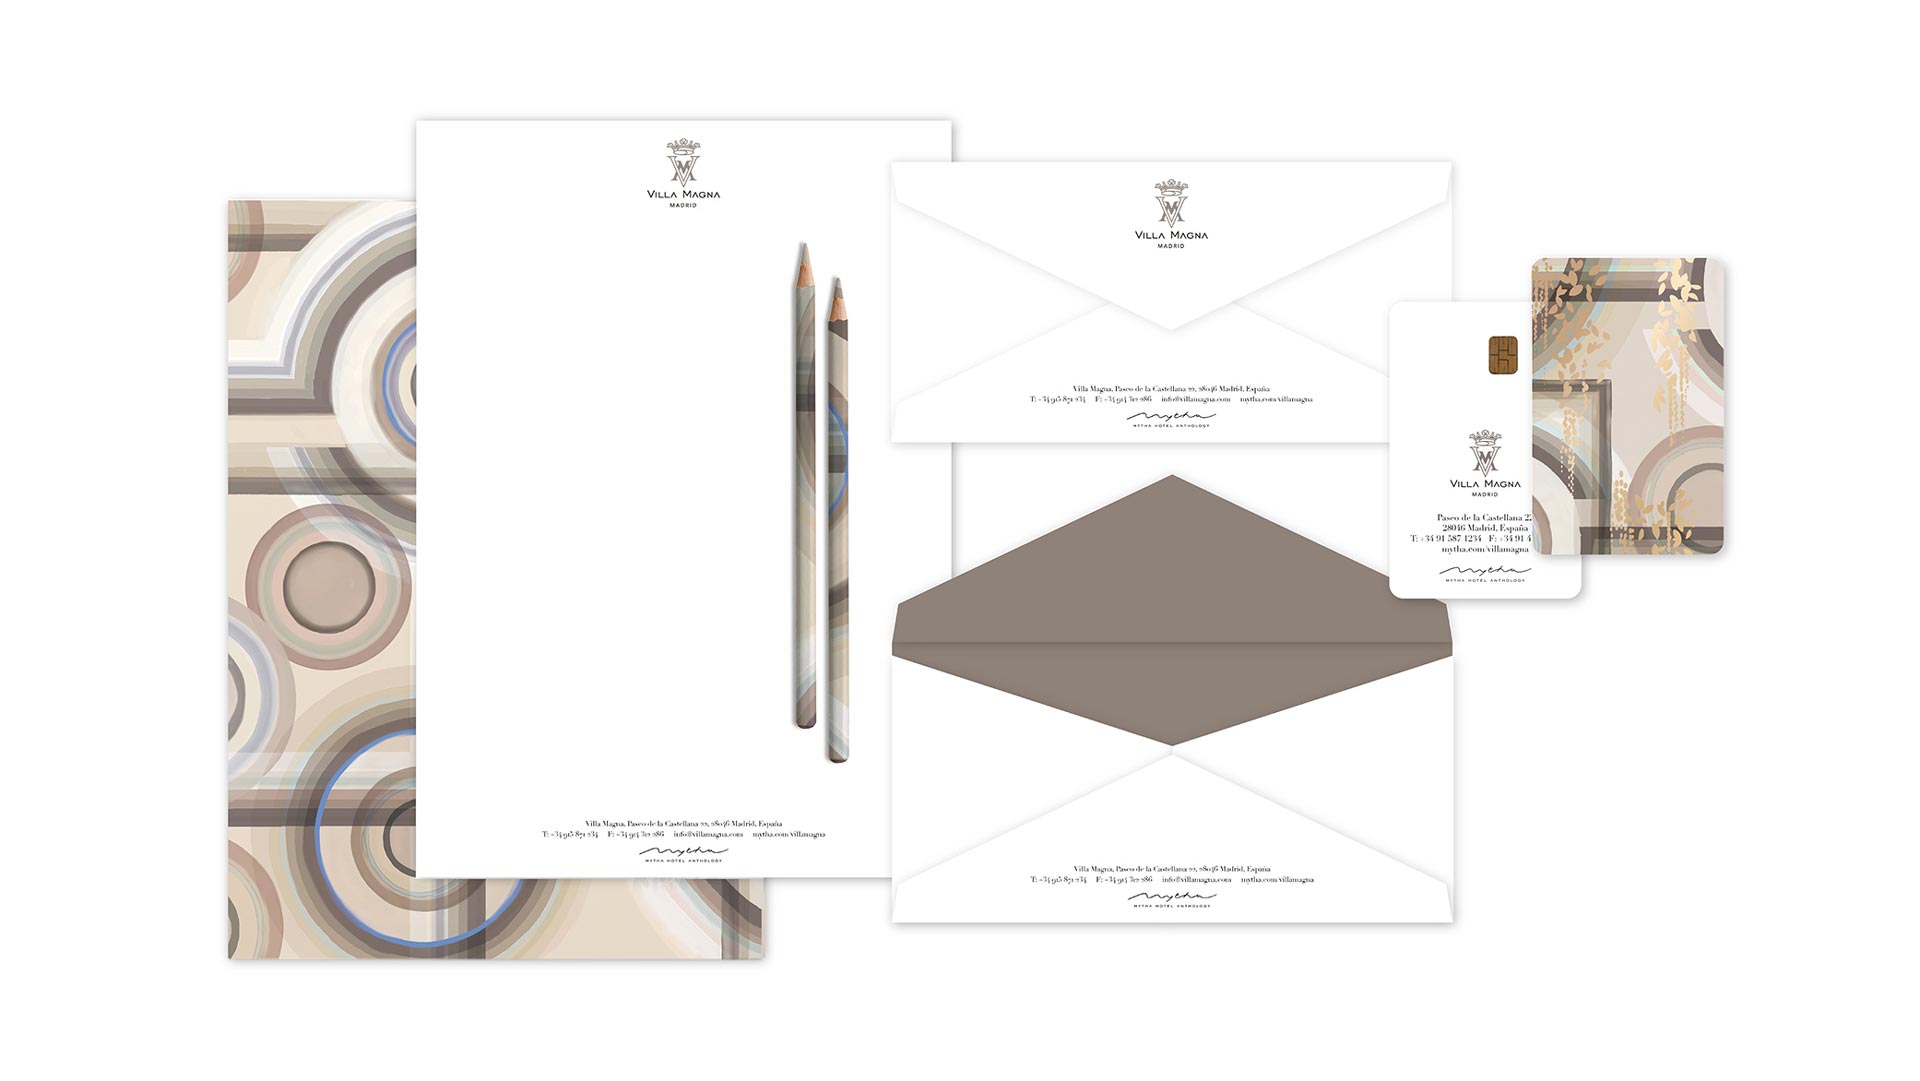 VILLA MAGNA
MADRID
Villa Magna, Paseo de la Castellana 22, 28046 Madrid, España
T: +34 915 871 234 F: +34 914 312 286 info@villamagna.com mytha.com/villamagna
mytha
MYTHA HOTEL ANTHOLOGY
VILLA MAGNA
MADRID
Villa Magna, Paseo de la Castellana 22, 28046 Madrid, España
T: +34 915 871 234 F: +34 914 312 286 info@villamagna.com mytha.com/villamagna
mytha
MYTHA HOTEL ANTHOLOGY
Villa Magna, Paseo de la Castellana 22, 28046 Madrid, España
T: +34 915 871 234 F: +34 914 312 286 info@villamagna.com mytha.com/villamagna
mytha
MYTHA HOTEL ANTHOLOGY
VILLA MAGNA
MADRID
Paseo de la Castellana 22
28046 Madrid, España
T: +34 91 587 1234 F: +34 91 4
mytha.com/villamagna
mytha
MYTHA HOTEL ANTHOLOGY